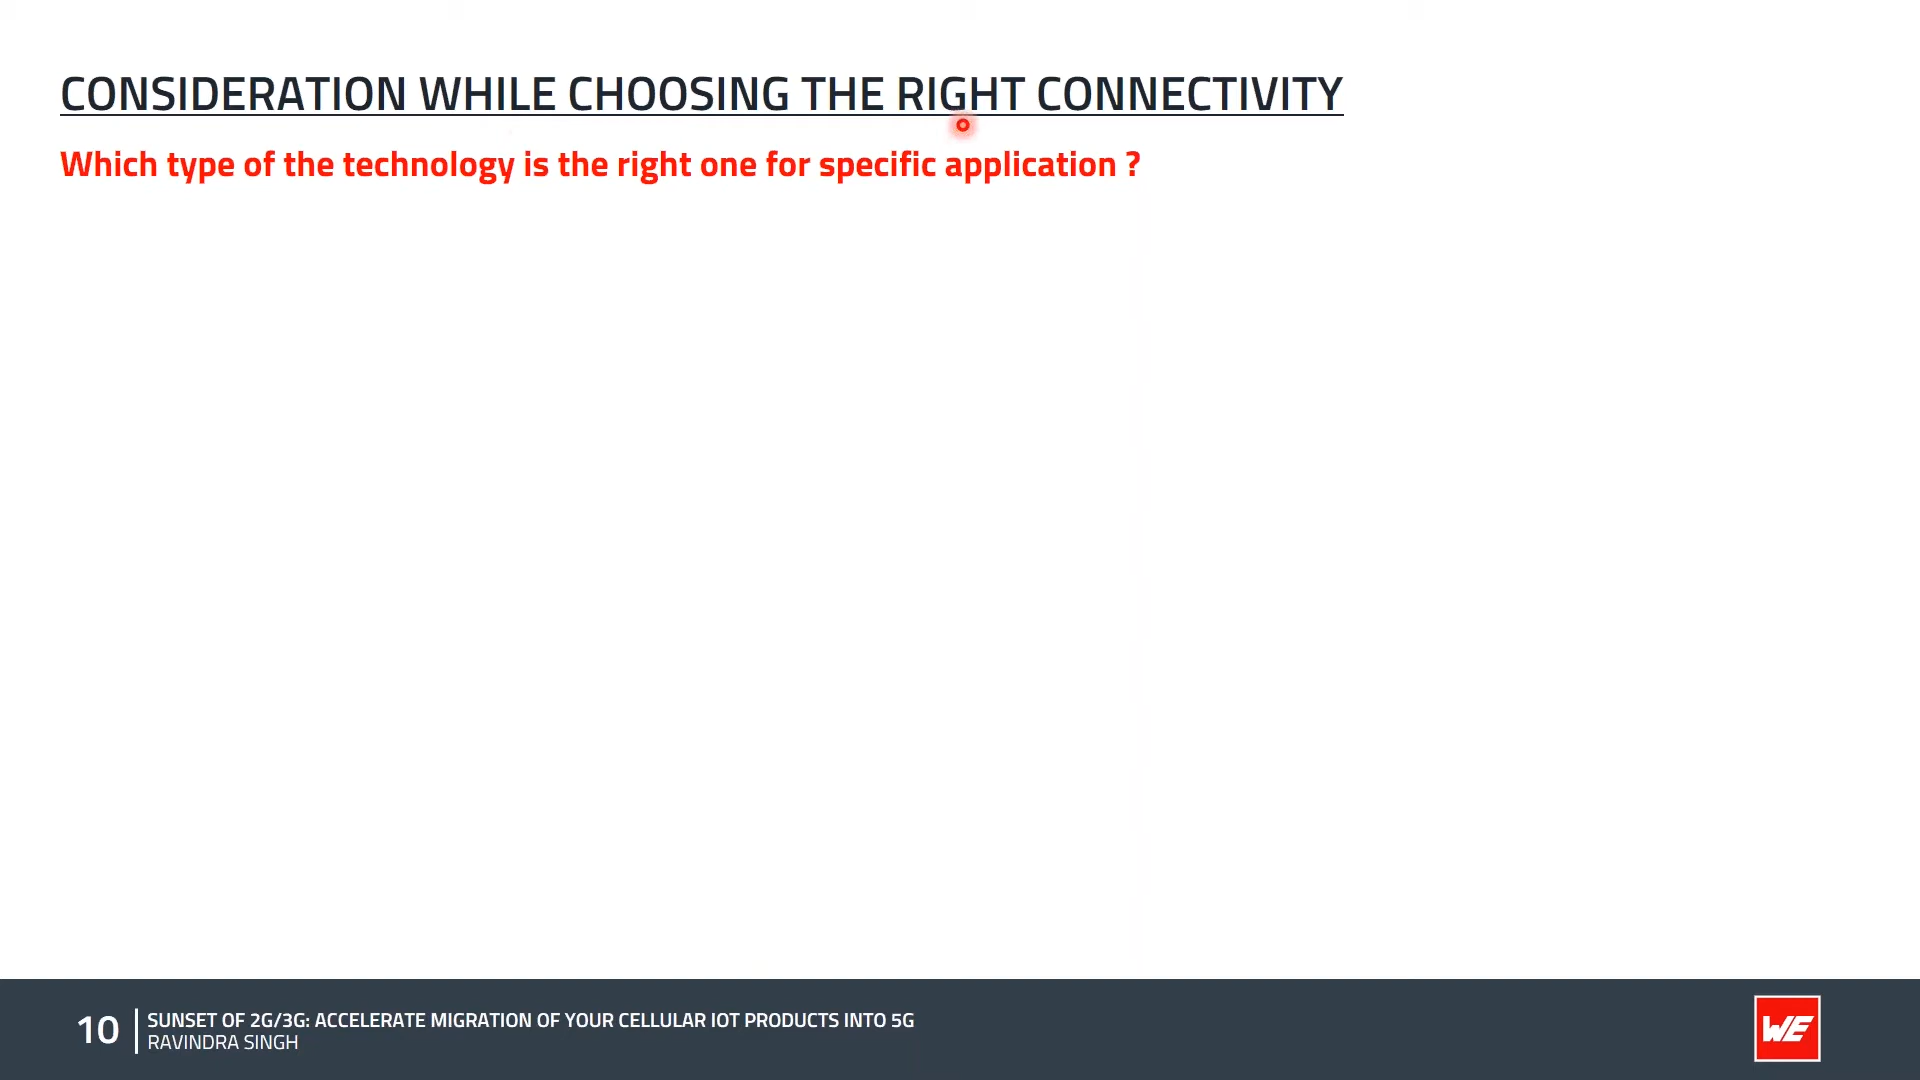 CONSIDERATION WHILE CHOOSING THE RIGHT CONNECTIVITY
Which type of the technology is the right one for specific application ?
10
SUNSET OF 2G/3G: ACCELERATE MIGRATION OF YOUR CELLULAR IOT PRODUCTS INTO 5G
RAVINDRA SINGH
WE